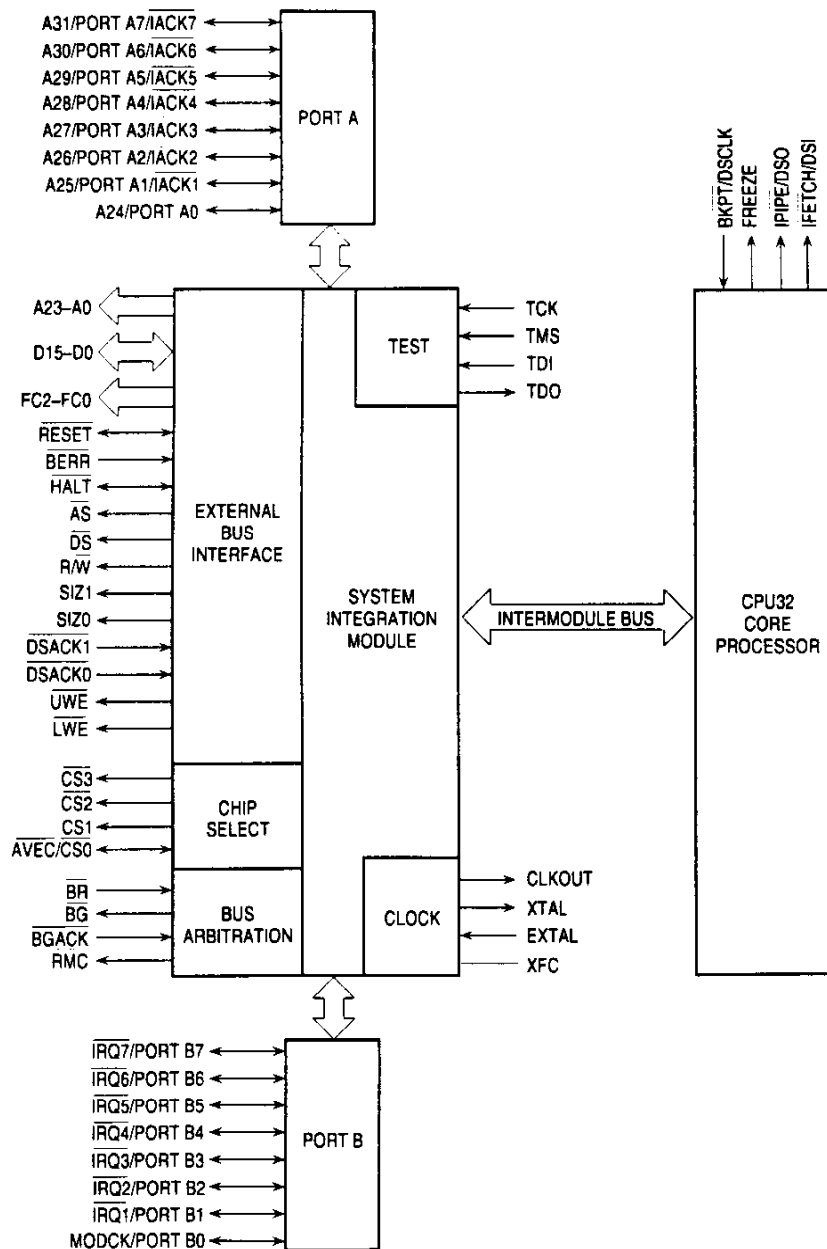 A31/PORT A7/IACK7
A30/PORT A6/IACK6
A29/PORT A5/IACK5
A28/PORT A4/IACK4
A27/PORT A3/IACK3
A26/PORT A2/IACK2
A25/PORT A1/IACK1
A24/PORT A0
PORT A
BKPT/DSCLK
FREEZE
IPIPE/DSO
IFETCH/DSI
A23–A0
D15–D0
FC2–FC0
RESET
BERR
HALT
AS
DS
R/W
SIZ1
SIZ0
DSACK1
DSACK0
UWE
LWE
EXTERNAL
BUS
INTERFACE
CS3
CS2
CS1
AVEC/CS0
CHIP
SELECT
BR
BG
BGACK
RMC
BUS
ARBITRATION
SYSTEM
INTEGRATION
MODULE
TEST
TCK
TMS
TDI
TDO
INTERMODULE BUS
CPU32
CORE
PROCESSOR
CLOCK
CLKOUT
XTAL
EXTAL
XFC
IRQ7/PORT B7
IRQ6/PORT B6
IRQ5/PORT B5
IRQ4/PORT B4
IRQ3/PORT B3
IRQ2/PORT B2
IRQ1/PORT B1
MODCK/PORT B0
PORT B